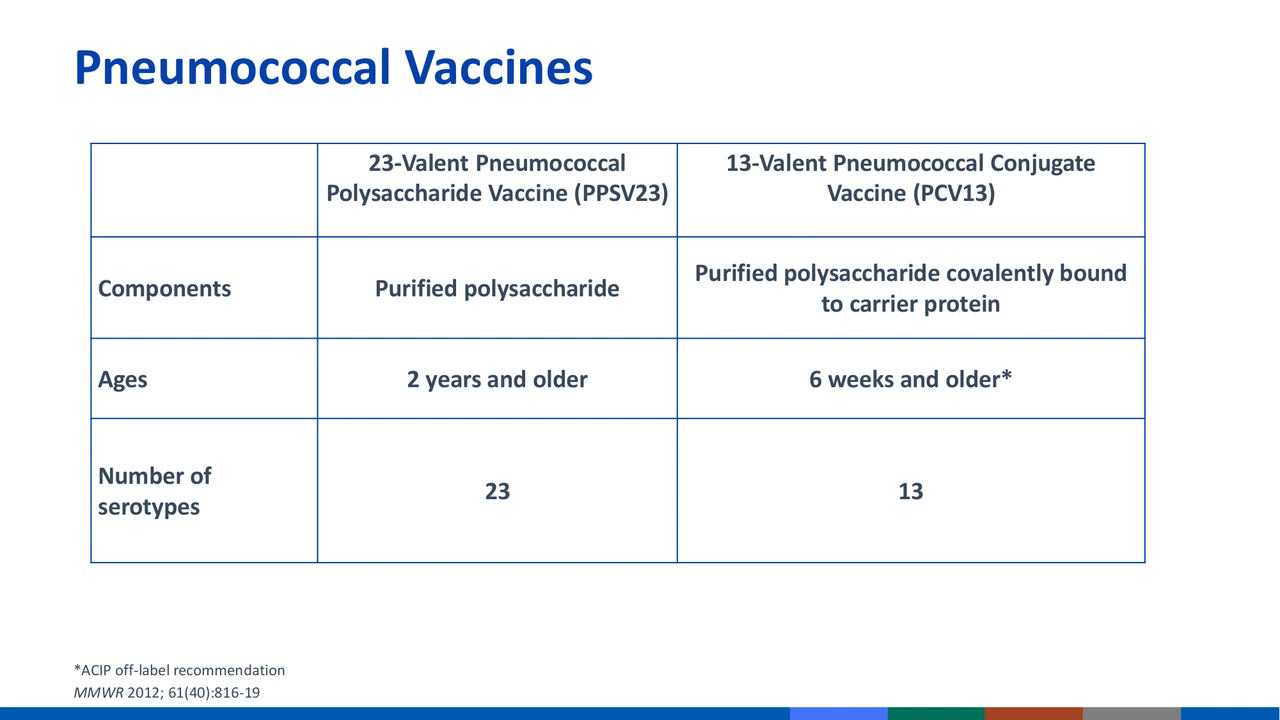 Pneumococcal Vaccines
23-Valent Pneumococcal
Polysaccharide Vaccine (PPSV23)
13-Valent Pneumococcal Conjugate
Vaccine (PCV13)
Components
Purified polysaccharide
Purified polysaccharide covalently bound
to carrier protein
Ages
2 years and older
6 weeks and older*
Number of
serotypes
23
13
*ACIP off-label recommendation
MMWR 2012; 61(40):816-19